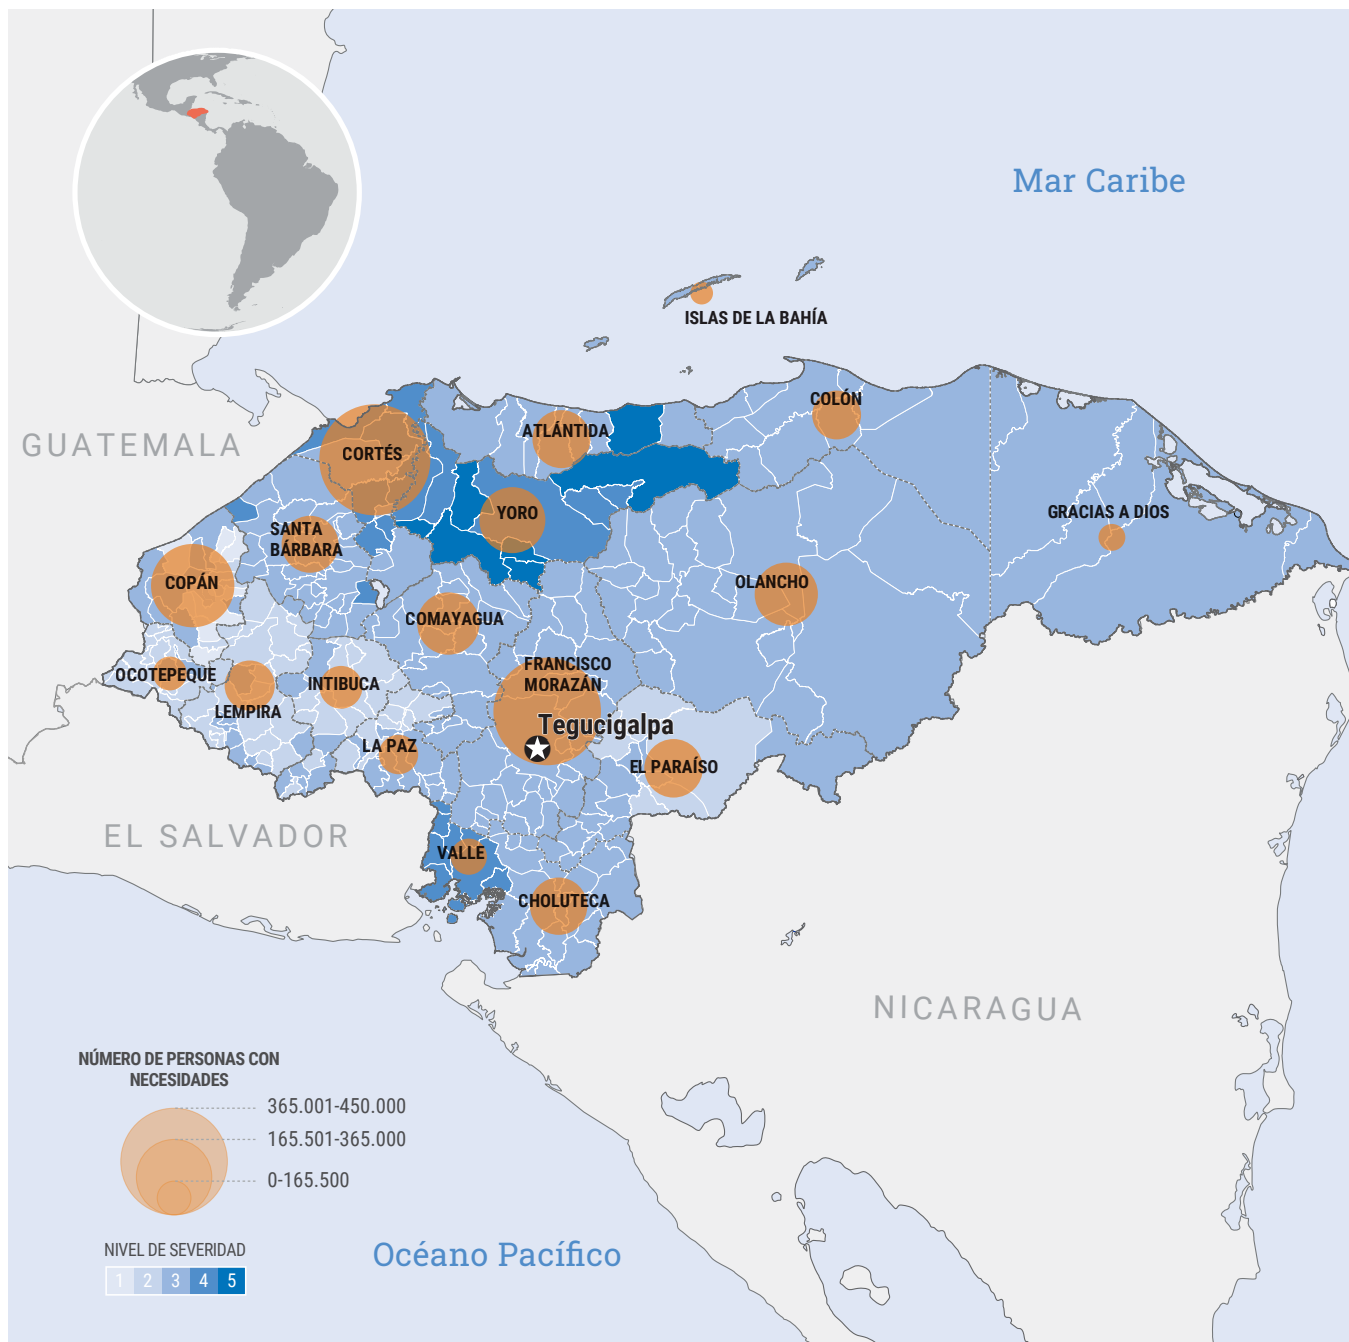 Mar Caribe
ISLAS DE LA BAHÍA
COLÓN
ATLÁNTIDA
GUATEMALA
CORTÉS
YORO
GRACIAS A DIOS
SANTA
BÁRBARA
COPÁN
OLANCHO
COMAYAGUA
FRANCISCO
MORAZÁN
OCOTEPEQUE
INTIBUCA
LEMPIRA
Tegucigalpa
LA PAZ
EL PARAÍSO
EL SALVADOR
VALLE
CHOLUTECA
NICARAGUA
NÚMERO DE PERSONAS CON
NECESIDADES
365.001-450.000
165.501-365.000
0-165.500
NIVEL DE SEVERIDAD
1 2 3 4 5
Océano Pacífico